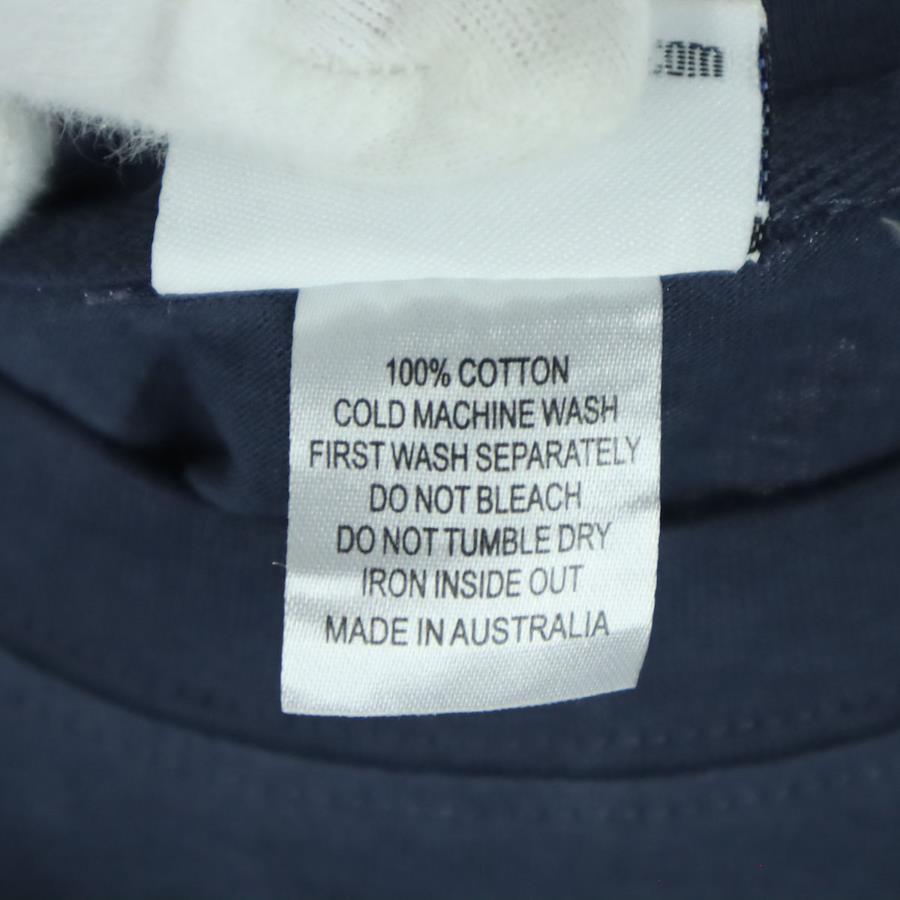 com
100% COTTON
COLD MACHINE WASH
FIRST WASH SEPARATELY
DO NOT BLEACH
DO NOT TUMBLE DRY
IRON INSIDE OUT
MADE IN AUSTRALIA